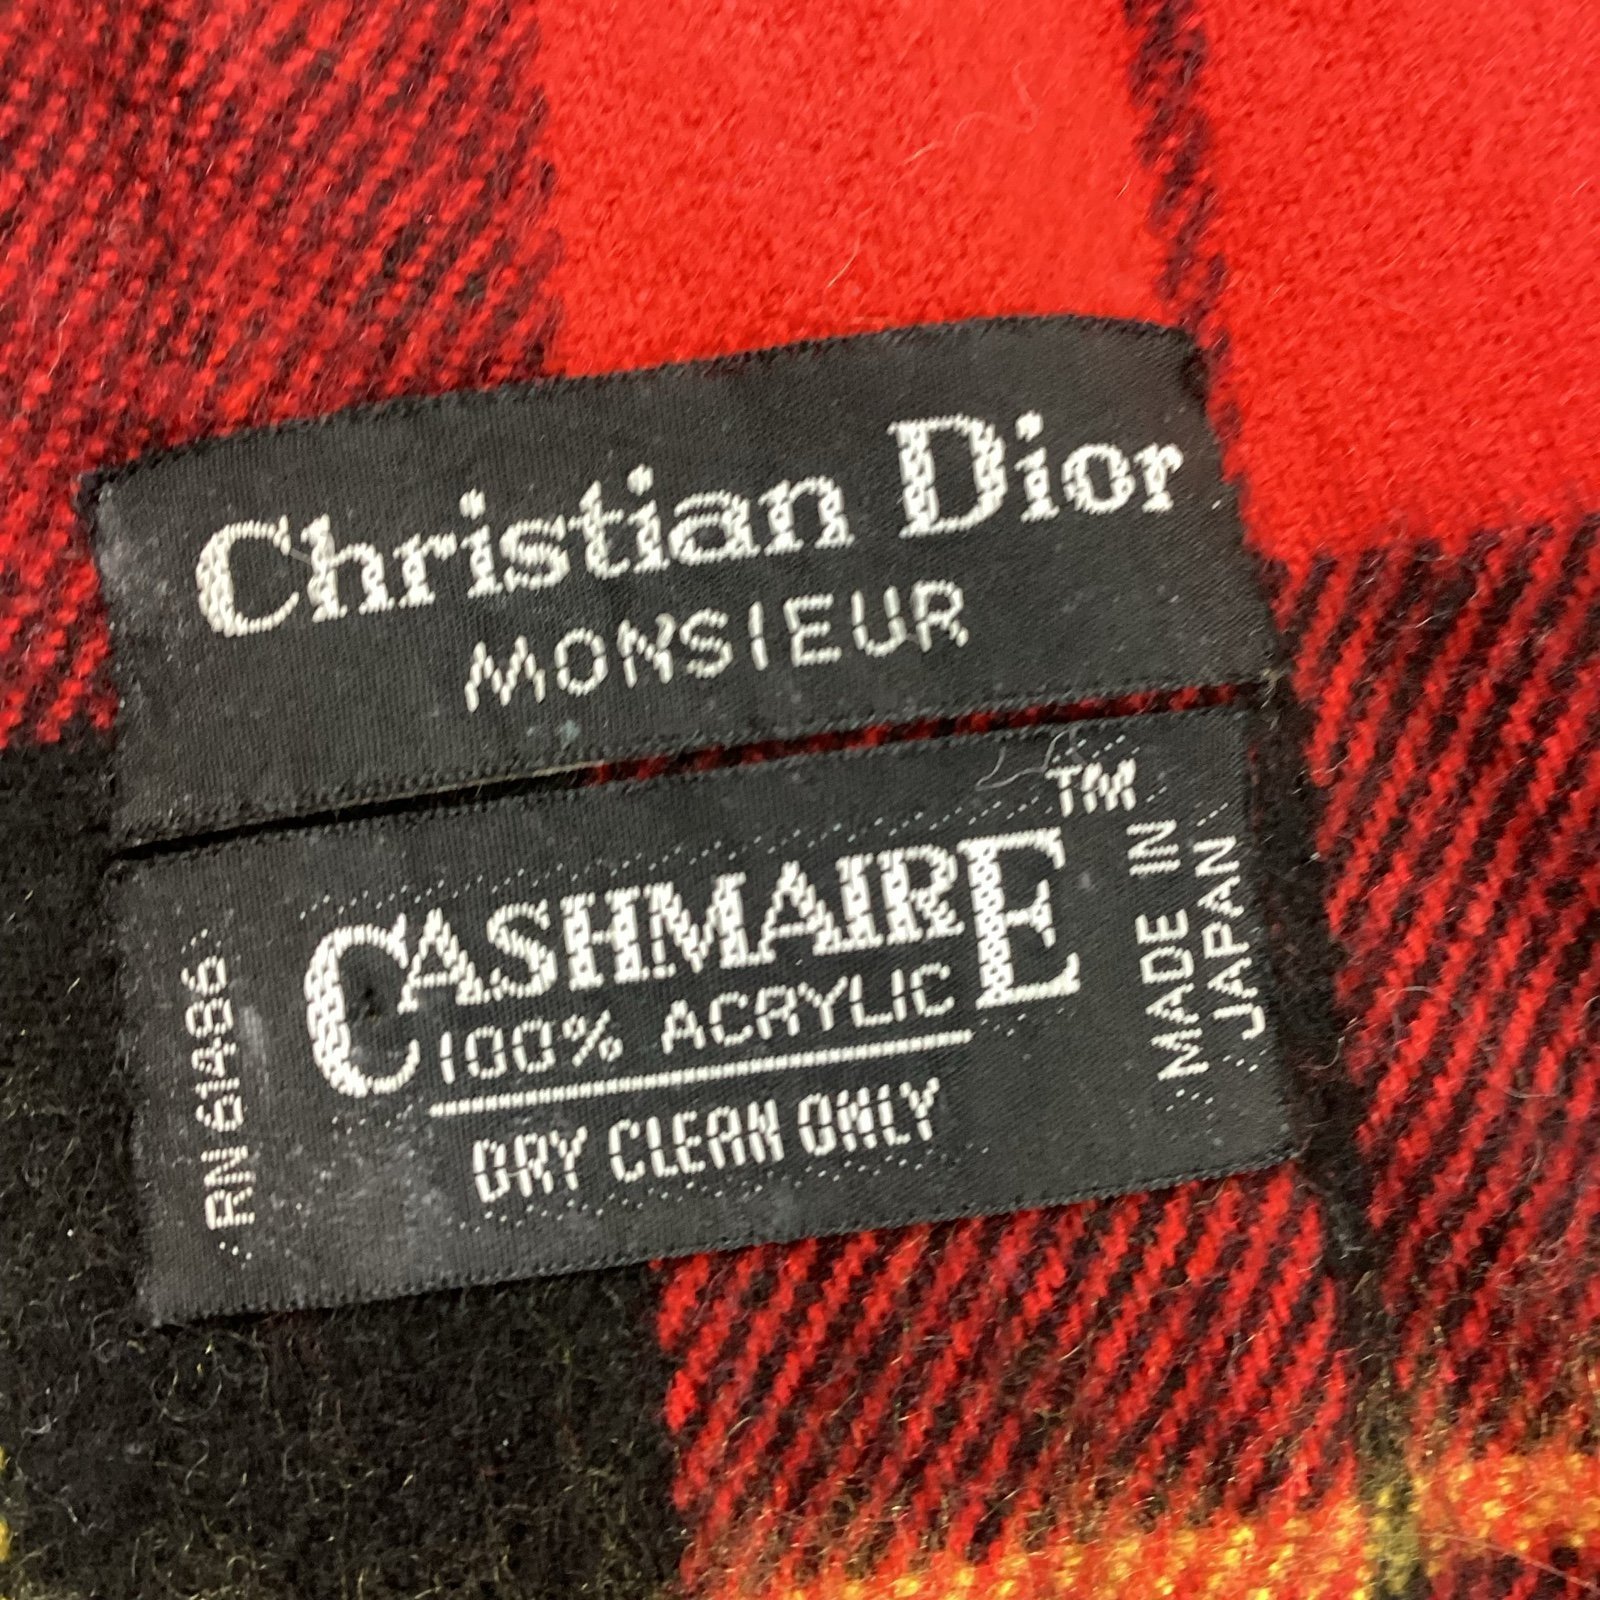 Christian Dior
MONSIEUR
RN 61486
CASHMAIRE™
100% ACRYLIC
DRY CLEAN ONLY
MADE IN
JAPAN